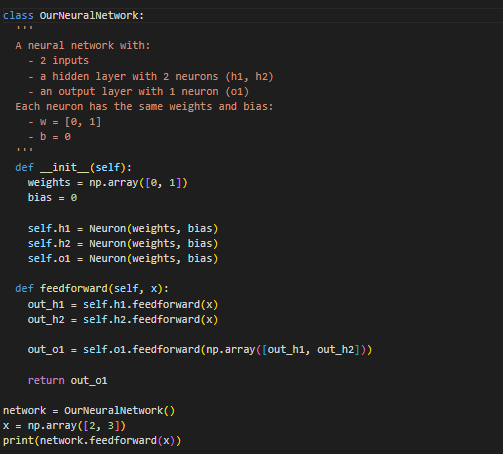 class OurNeuralNetwork:
  '''
  A neural network with:
    - 2 inputs
    - a hidden layer with 2 neurons (h1, h2)
    - an output layer with 1 neuron (o1)
  Each neuron has the same weights and bias:
    - w = [0, 1]
    - b = 0
  '''
  def __init__(self):
    weights = np.array([0, 1])
    bias = 0

    self.h1 = Neuron(weights, bias)
    self.h2 = Neuron(weights, bias)
    self.o1 = Neuron(weights, bias)

  def feedforward(self, x):
    out_h1 = self.h1.feedforward(x)
    out_h2 = self.h2.feedforward(x)

    out_o1 = self.o1.feedforward(np.array([out_h1, out_h2]))

    return out_o1

network = OurNeuralNetwork()
x = np.array([2, 3])
print(network.feedforward(x))